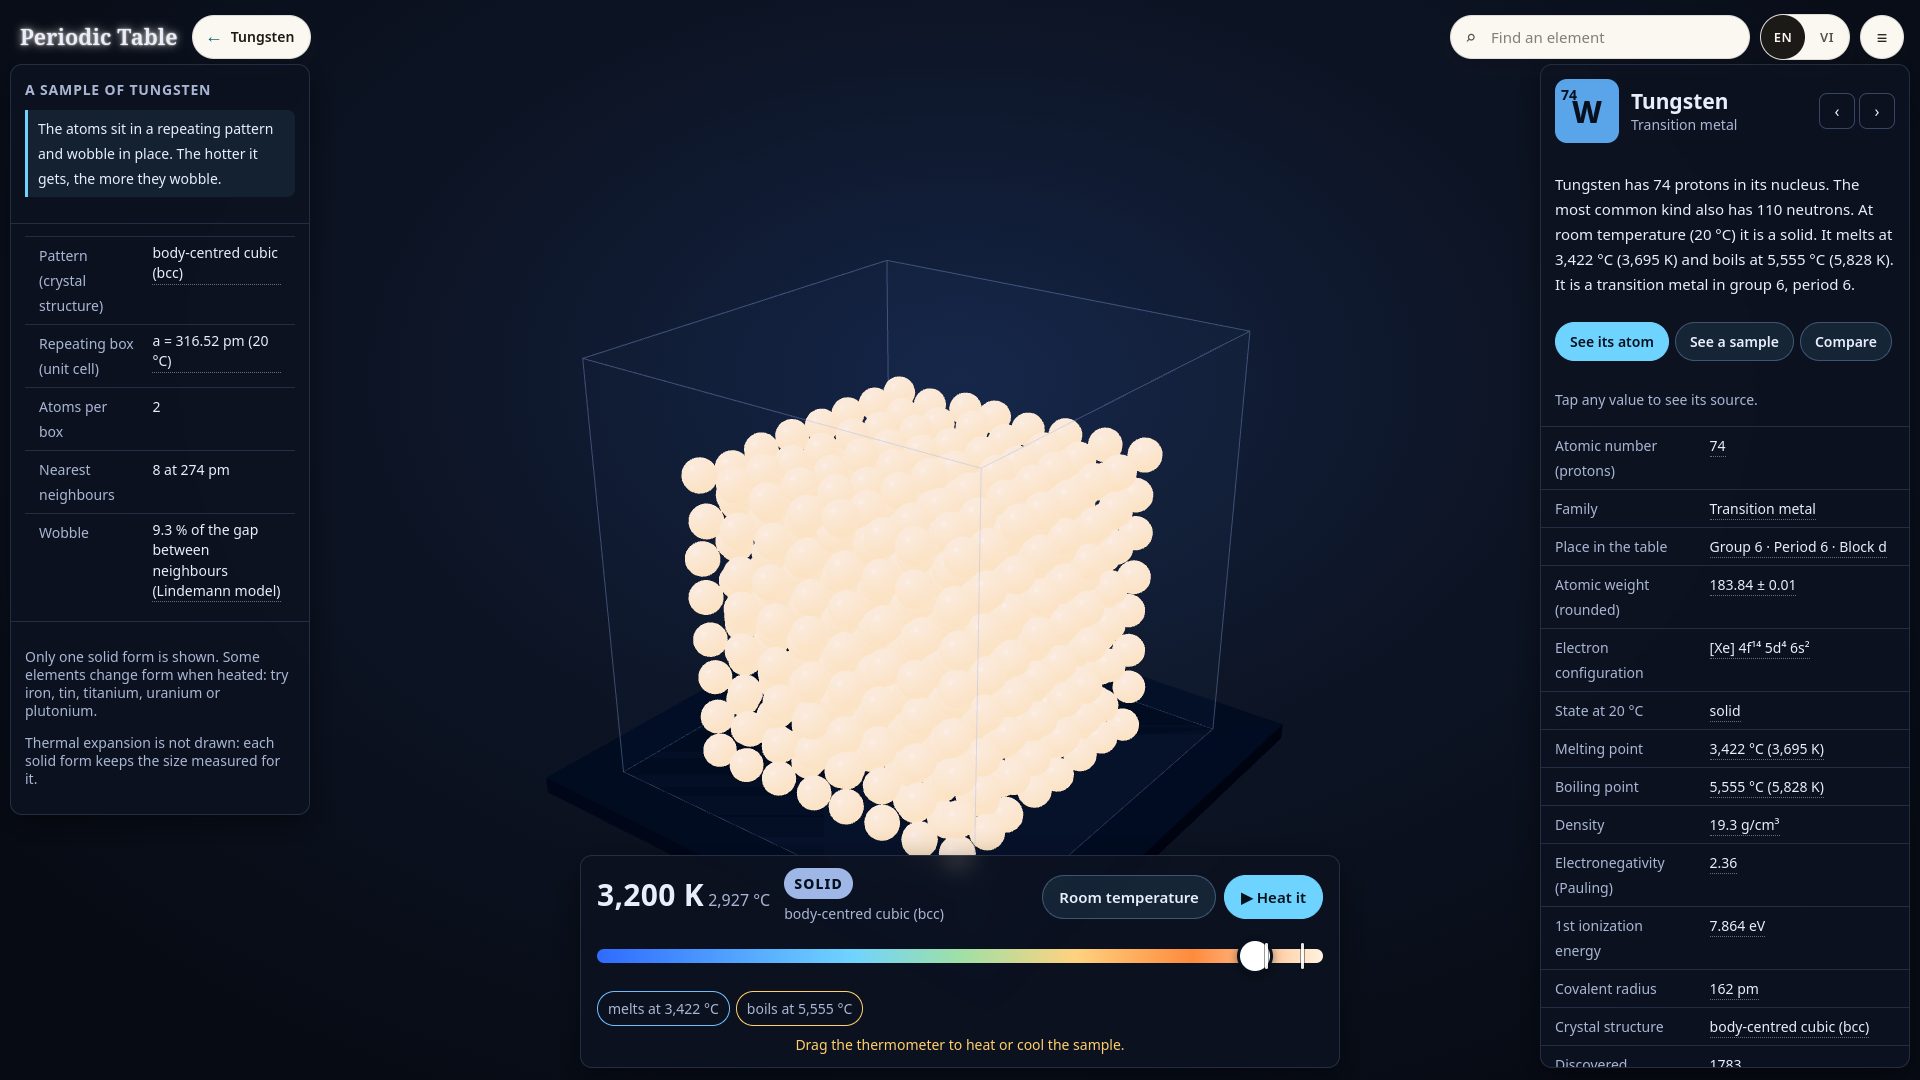 Periodic Table
← Tungsten
Find an element
EN VI
≡
A SAMPLE OF TUNGSTEN
The atoms sit in a repeating pattern
and wobble in place. The hotter it
gets, the more they wobble.
Pattern
(crystal
structure)
body-centred cubic
(bcc)
Repeating box
(unit cell)
a = 316.52 pm (20
°C)
Atoms per
box
2
Nearest
neighbours
8 at 274 pm
Wobble
9.3 % of the gap
between
neighbours
(Lindemann model)
Only one solid form is shown. Some
elements change form when heated: try
iron, tin, titanium, uranium or
plutonium.
Thermal expansion is not drawn: each
solid form keeps the size measured for
it.
3,200 K 2,927 °C
SOLID
body-centred cubic (bcc)
Room temperature
▶ Heat it
melts at 3,422 °C
boils at 5,555 °C
Drag the thermometer to heat or cool the sample.
74
W
Tungsten
Transition metal
‹ ›
Tungsten has 74 protons in its nucleus. The
most common kind also has 110 neutrons. At
room temperature (20 °C) it is a solid. It melts at
3,422 °C (3,695 K) and boils at 5,555 °C (5,828 K).
It is a transition metal in group 6, period 6.
See its atom
See a sample
Compare
Tap any value to see its source.
Atomic number
(protons)
74
Family
Transition metal
Place in the table
Group 6 · Period 6 · Block d
Atomic weight
(rounded)
183.84 ± 0.01
Electron
configuration
[Xe] 4f¹⁴ 5d⁴ 6s²
State at 20 °C
solid
Melting point
3,422 °C (3,695 K)
Boiling point
5,555 °C (5,828 K)
Density
19.3 g/cm³
Electronegativity
(Pauling)
2.36
1st ionization
energy
7.864 eV
Covalent radius
162 pm
Crystal structure
body-centred cubic (bcc)
Discovered
1783